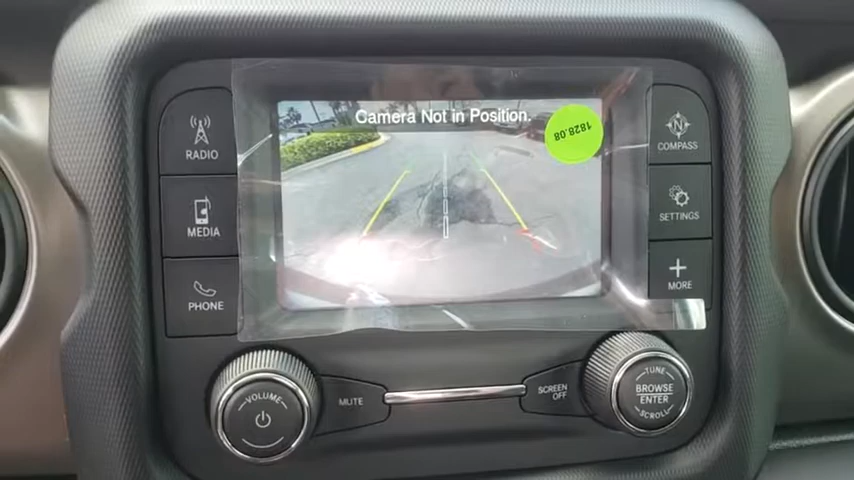 Camera Not in Position.
1828.08
RADIO
MEDIA
PHONE
N
COMPASS
SETTINGS
MORE
VOLUME
MUTE
SCREEN
OFF
TUNE
BROWSE
ENTER
SCROLL